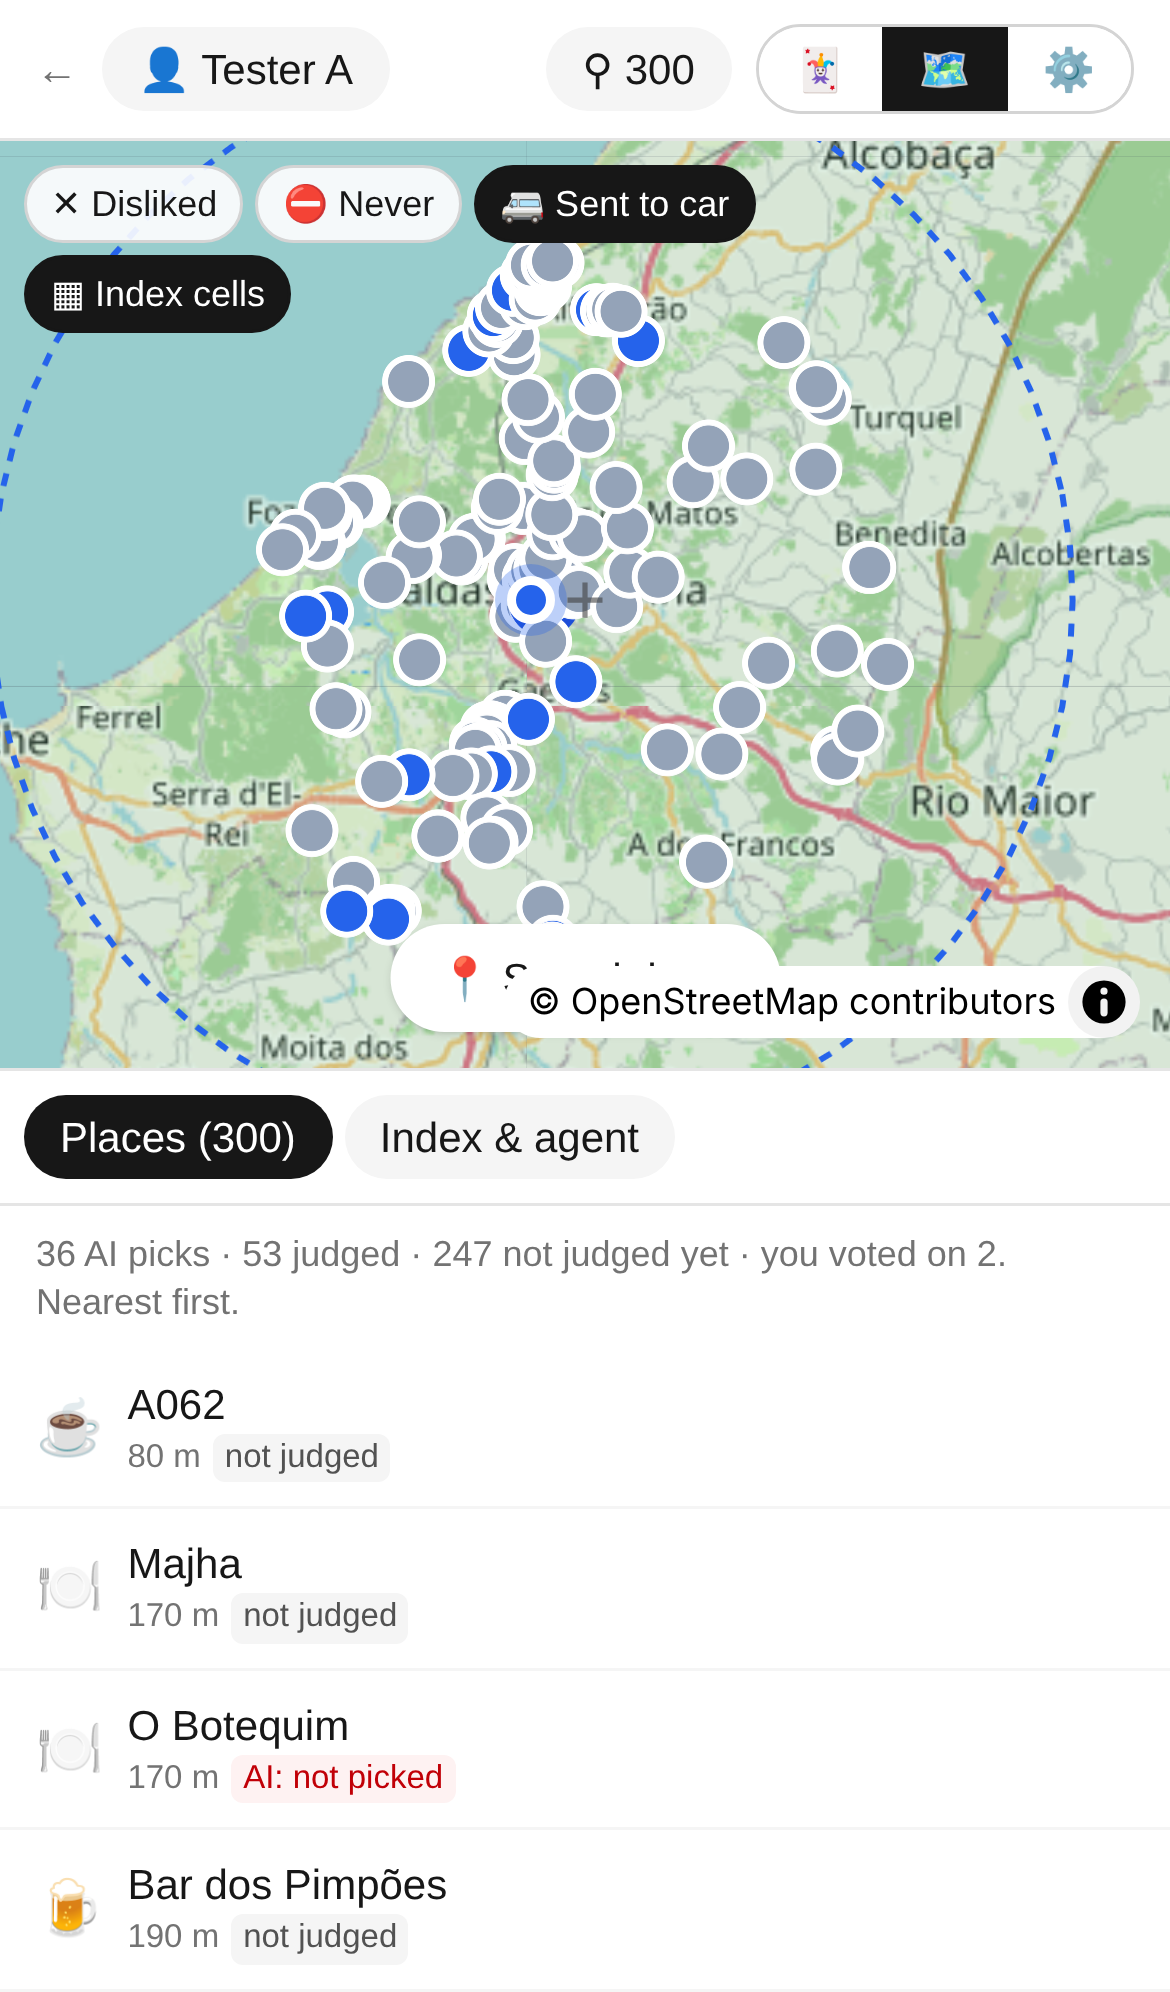 ← 👤 Tester A ⚲ 300
✕ Disliked
⛔ Never
🚐 Sent to car
▦ Index cells
Alcobaça
Turquel
Matos
Benedita
Alcobertas
Ferrel
Serra d'El-
Rei
Rio Maior
Moita dos
© OpenStreetMap contributors
Places (300)
Index & agent
36 AI picks · 53 judged · 247 not judged yet · you voted on 2.
Nearest first.
A062
80 m not judged
Majha
170 m not judged
O Botequim
170 m AI: not picked
Bar dos Pimpões
190 m not judged